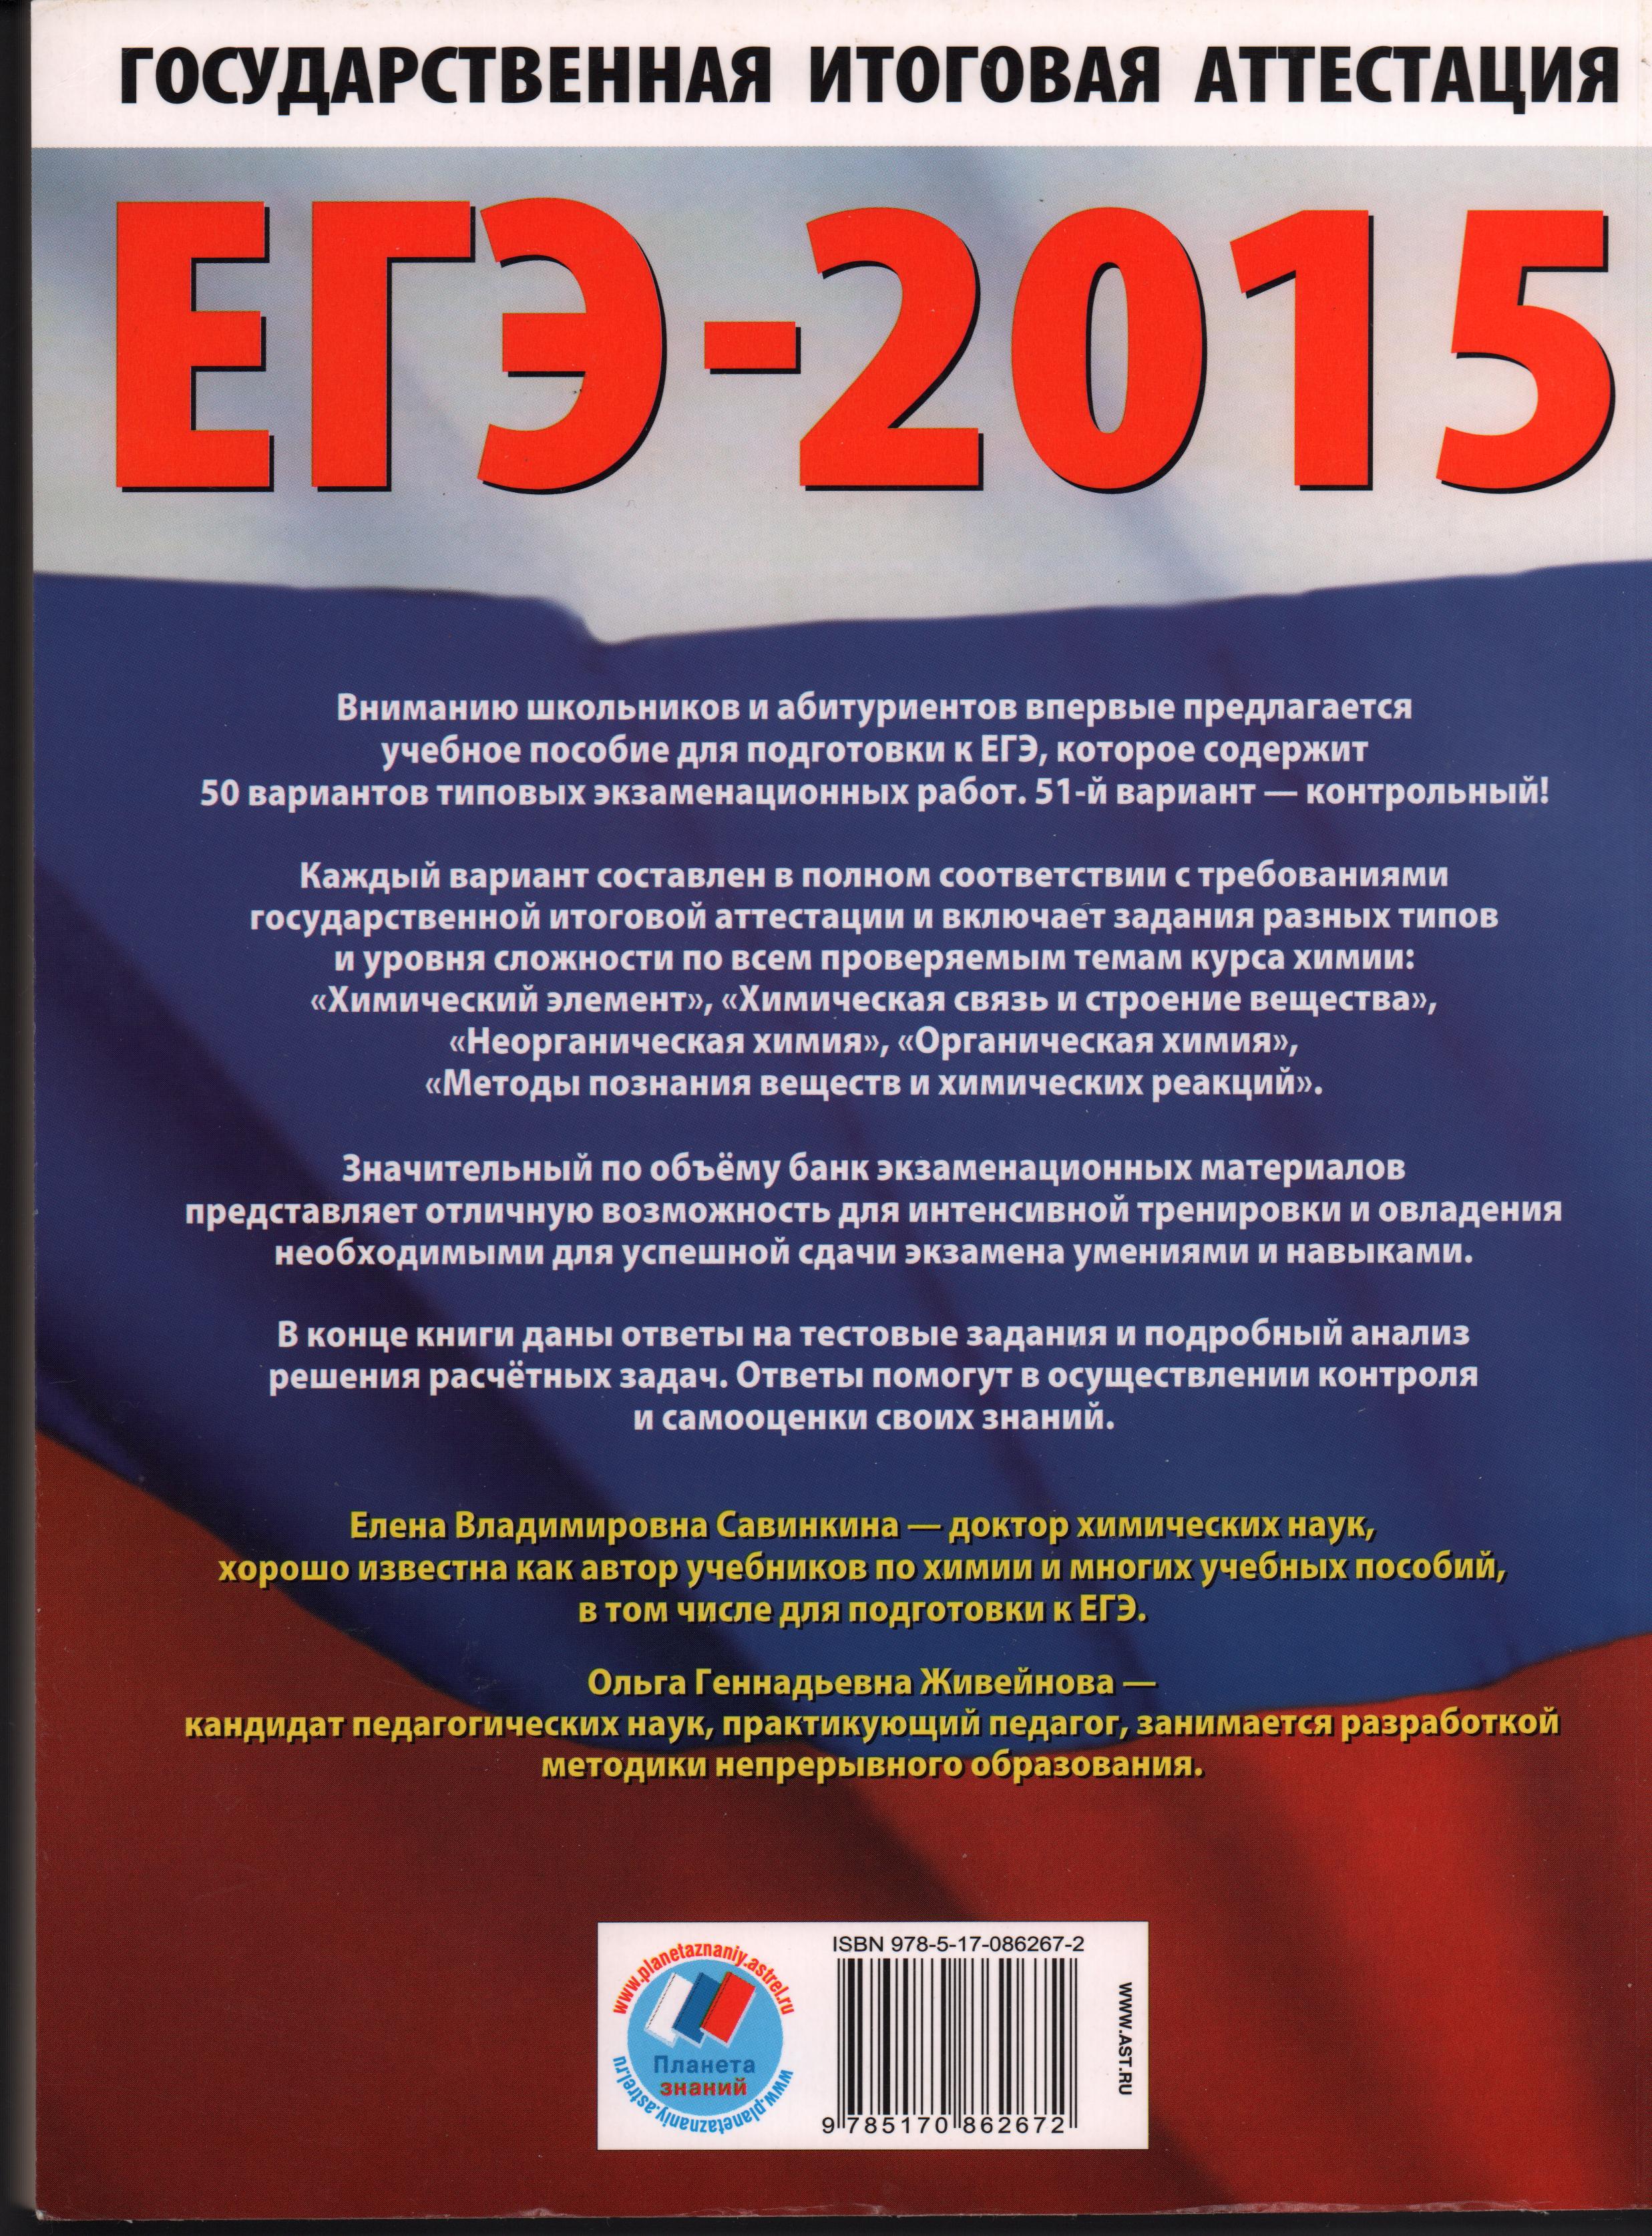 ГОСУДАРСТВЕННАЯ ИТОГОВАЯ АТТЕСТАЦИЯ
ЕГЭ-2015
Вниманию школьников и абитуриентов впервые предлагается
учебное пособие для подготовки к ЕГЭ, которое содержит
50 вариантов типовых экзаменационных работ. 51-й вариант — контрольный!
Каждый вариант составлен в полном соответствии с требованиями
государственной итоговой аттестации и включает задания разных типов
и уровня сложности по всем проверяемым темам курса химии:
«Химический элемент», «Химическая связь и строение вещества»,
«Неорганическая химия», «Органическая химия»,
«Методы познания веществ и химических реакций».
Значительный по объёму банк экзаменационных материалов
представляет отличную возможность для интенсивной тренировки и овладения
необходимыми для успешной сдачи экзамена умениями и навыками.
В конце книги даны ответы на тестовые задания и подробный анализ
решения расчётных задач. Ответы помогут в осуществлении контроля
и самооценки своих знаний.
Елена Владимировна Савинкина — доктор химических наук,
хорошо известна как автор учебников по химии и многих учебных пособий,
в том числе для подготовки к ЕГЭ.
Ольга Геннадьевна Живейнова —
кандидат педагогических наук, практикующий педагог, занимается разработкой
методики непрерывного образования.
www.planetaznaniy.astrel.ru
Планета
знаний
www.planetaznaniy.astrel.ru
ISBN 978-5-17-086267-2
9 785170 862672
WWW.AST.RU